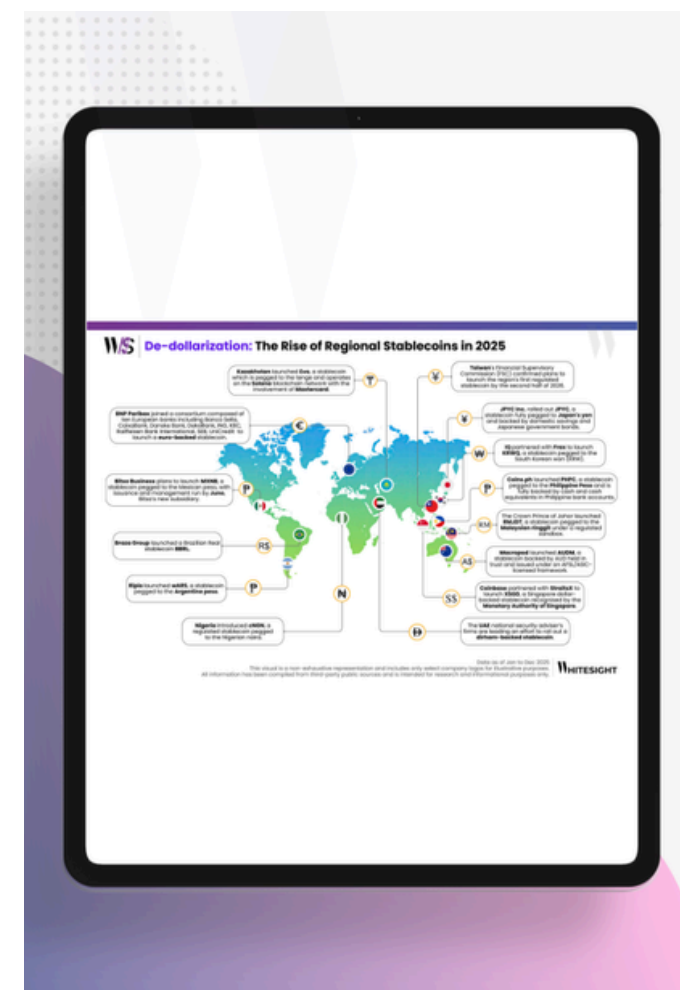 W/S De-dollarization: The Rise of Regional Stablecoins in 2025
Kazakhstan launched Evo, a stablecoin
which is pegged to the tenge and operates
on the Solana blockchain network with the
involvement of Mastercard.
₸
¥
Taiwan's Financial Supervisory
Commission (FSC) confirmed plans to
launch the region's first regulated
stablecoin by the second half of 2026.
BNP Paribas joined a consortium composed of
ten European banks including Banca Sella,
CaixaBank, Danske Bank, DekaBank, ING, KBC,
Raiffeisen Bank International, SEB, UniCredit to
launch a euro-backed stablecoin.
€
¥
JPYC Inc. rolled out JPYC, a
stablecoin fully pegged to Japan's yen
and backed by domestic savings and
Japanese government bonds.
₩
IQ partnered with Frax to launch
KRWQ, a stablecoin pegged to the
South Korean won (KRW).
Bitso Business plans to launch MXNB, a
stablecoin pegged to the Mexican peso, with
issuance and management run by Juno,
Bitso's new subsidiary.
₱
₱
Coins.ph launched PHPC, a stablecoin
pegged to the Philippine Peso and is
fully backed by cash and cash
equivalents in Philippine bank accounts.
RM
The Crown Prince of Johor launched
RMJDT, a stablecoin pegged to the
Malaysian ringgit under a regulated
sandbox.
Braza Group launched a Brazilian Real
stablecoin BBRL.
R$
A$
Macropod launched AUDM, a
stablecoin backed by AUD held in
trust and issued under an AFSL/ASIC-
licensed framework.
Ripio launched wARS, a stablecoin
pegged to the Argentine peso.
₱
S$
Coinbase partnered with StraitsX to
launch XSGD, a Singapore dollar-
backed stablecoin recognised by the
Monetary Authority of Singapore.
Nigeria introduced cNGN, a
regulated stablecoin pegged
to the Nigerian naira.
₦
The UAE national security adviser's
firms are leading an effort to roll out a
dirham-backed stablecoin.
Data as of Jan to Dec 2025
This visual is a non-exhaustive representation and includes only select company logos for illustrative purposes.
All information has been compiled from third-party public sources and is intended for research and informational purposes only.
WHITESIGHT